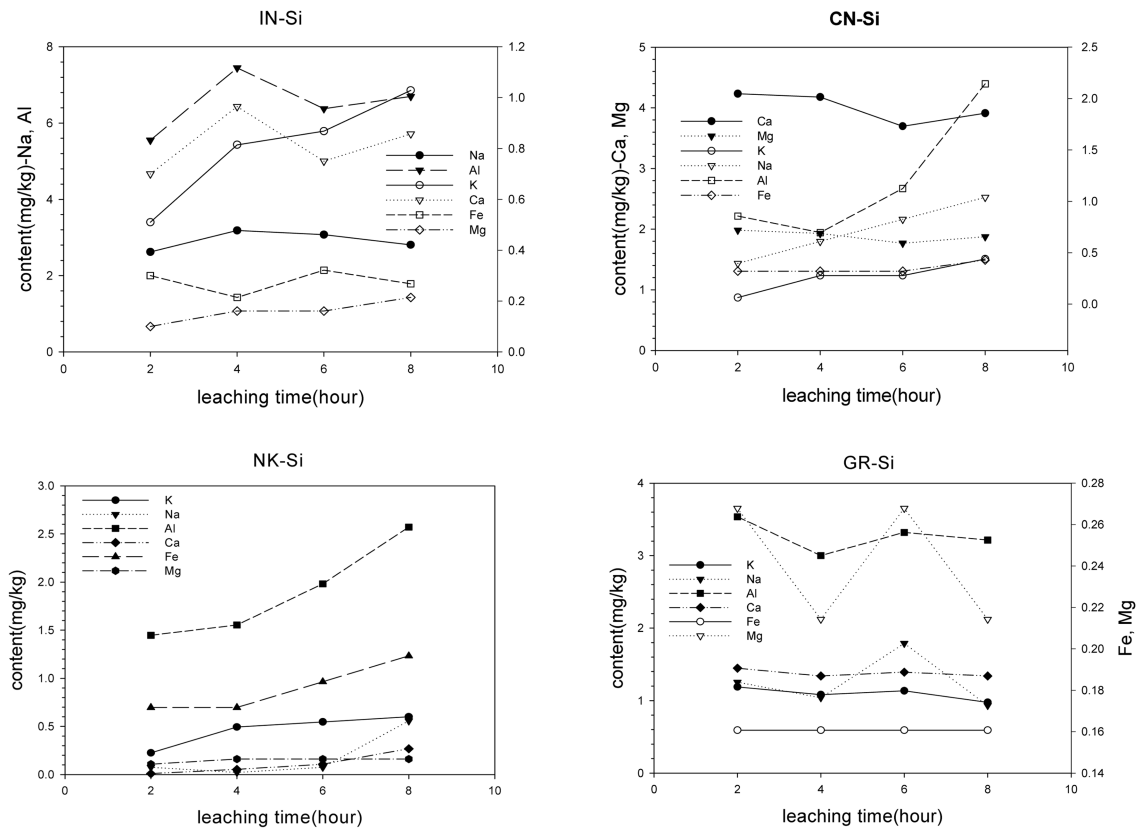 IN-Si
content(mg/kg)-Na, Al
8
6
4
2
0
1.2
1.0
0.8
0.6
0.4
0.2
0.0
Na
Al
K
Ca
Fe
Mg
0 2 4 6 8 10
leaching time(hour)
CN-Si
content(mg/kg)-Ca, Mg
5
4
3
2
1
0
2.5
2.0
1.5
1.0
0.5
0.0
Ca
Mg
K
Na
Al
Fe
0 2 4 6 8 10
leaching time(hour)
NK-Si
content(mg/kg)
3.0
2.5
2.0
1.5
1.0
0.5
0.0
K
Na
Al
Ca
Fe
Mg
0 2 4 6 8 10
leaching time(hour)
GR-Si
content(mg/kg)
4
3
2
1
0
K
Na
Al
Ca
Fe
Mg
0.28
0.26
0.24
0.22
0.20
0.18
0.16
0.14
Fe, Mg
0 2 4 6 8 10
leaching time(hour)